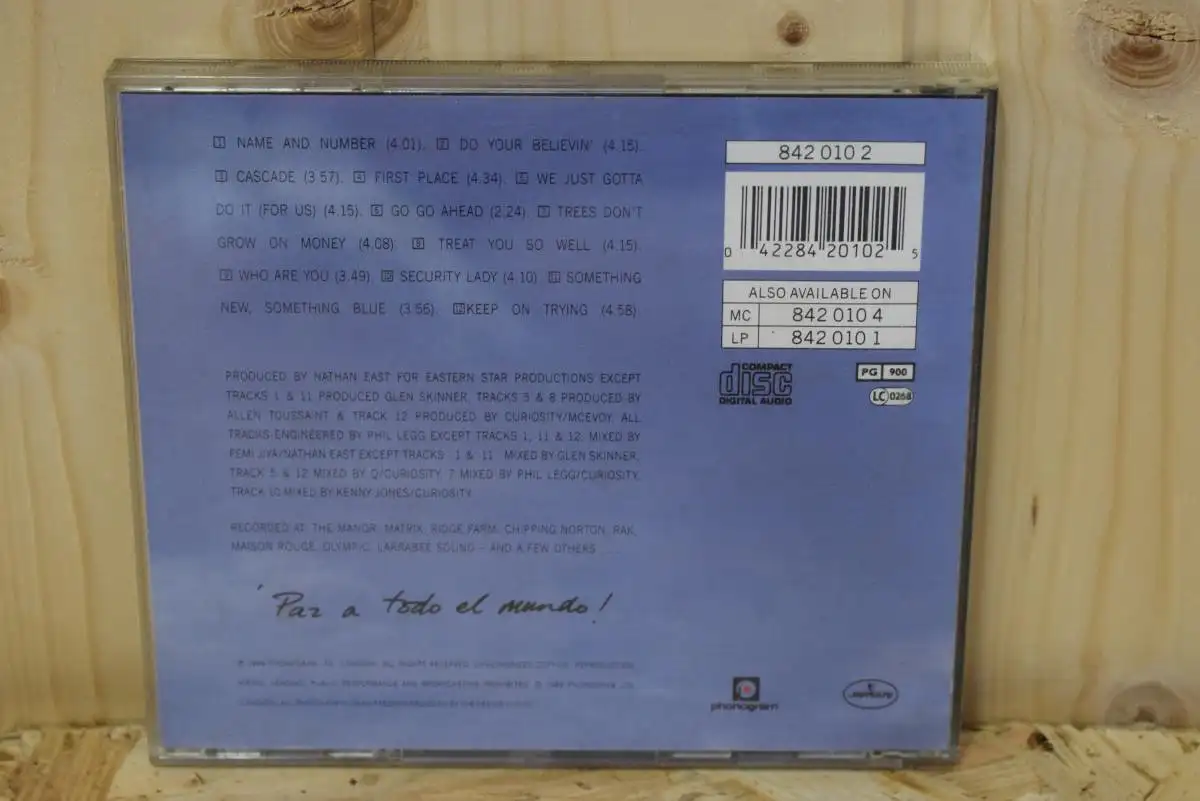 1 NAME AND NUMBER (4.01). 2 DO YOUR BELIEVIN' (4.15).
3 CASCADE (3.57). 4 FIRST PLACE (4.34). 5 WE JUST GOTTA
DO IT (FOR US) (4.15). 6 GO GO AHEAD (2.24). 7 TREES DON'T
GROW ON MONEY (4.08). 8 TREAT YOU SO WELL (4.15).
9 WHO ARE YOU (3.49). 10 SECURITY LADY (4.10). 11 SOMETHING
NEW, SOMETHING BLUE (3.56). 12 KEEP ON TRYING (4.58).
PRODUCED BY NATHAN EAST FOR EASTERN STAR PRODUCTIONS EXCEPT
TRACKS 1 & 11 PRODUCED GLEN SKINNER, TRACKS 5 & 8 PRODUCED BY
ALLEN TOUSSAINT & TRACK 12 PRODUCED BY CURIOSITY/MCEVOY. ALL
TRACKS ENGINEERED BY PHIL LEGG EXCEPT TRACKS 1, 11 & 12. MIXED BY
FEMI JIYA/NATHAN EAST EXCEPT TRACKS 1 & 11 MIXED BY GLEN SKINNER,
TRACK 5 & 12 MIXED BY Q/CURIOSITY, 7 MIXED BY PHIL LEGG/CURIOSITY,
TRACK 10 MIXED BY KENNY JONES/CURIOSITY
RECORDED AT THE MANOR, MATRIX, RIDGE FARM, CHIPPING NORTON, RAK,
MAISON ROUGE, OLYMPIC, LARRABEE SOUND – AND A FEW OTHERS ....
'Paz a todo el mundo!
842 010 2
0 42284 20102 5
ALSO AVAILABLE ON
MC 842 010 4
LP 842 010 1
COMPACT
disc
DIGITAL AUDIO
PG 900
LC 0268
phonogram
mercury